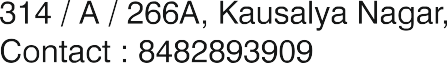 314 / A / 266A, Kausalya Nagar,
Contact : 8482893909